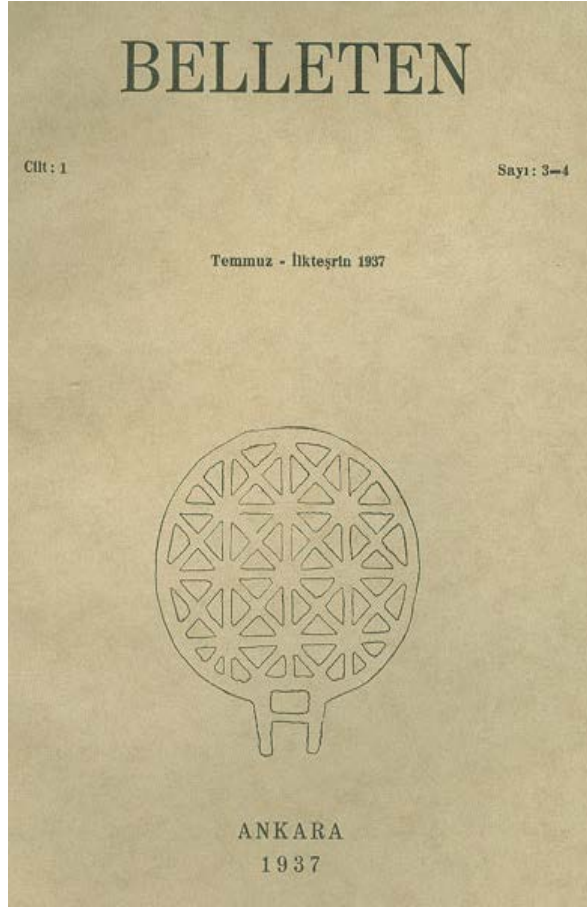 BELLETEN
Cilt : 1 Sayı : 3-4
Temmuz - İlkteşrin 1937
ANKARA
1937